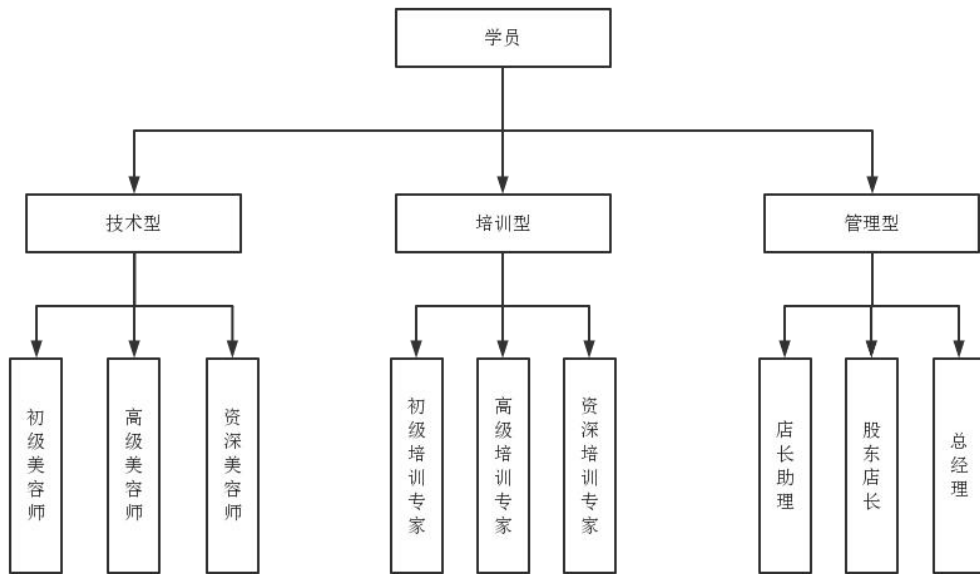 学员
技术型
培训型
管理型
初级美容师
高级美容师
资深美容师
初级培训专家
高级培训专家
资深培训专家
店长助理
股东店长
总经理